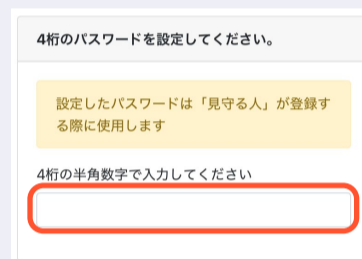 4桁のパスワードを設定してください。
設定したパスワードは「見守る人」が登録す
る際に使用します
4桁の半角数字で入力してください